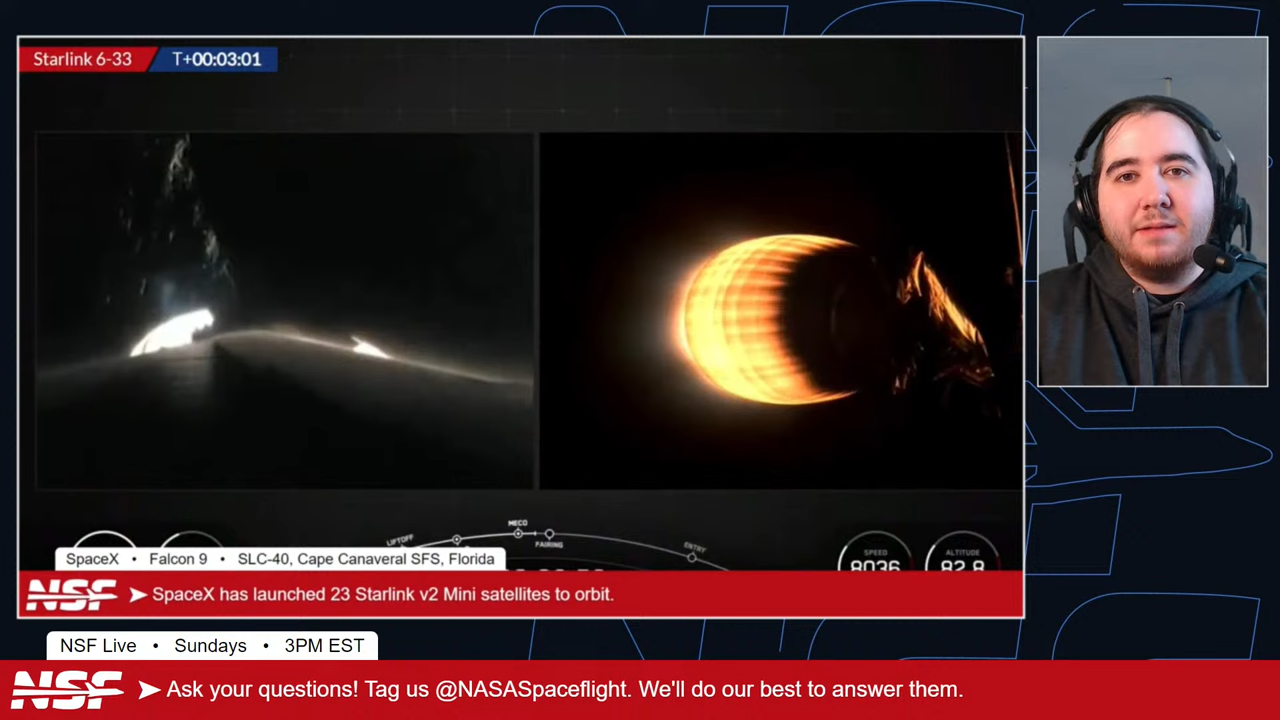 Starlink 6-33
T+00:03:01
MECO
LIFTOFF
FAIRING
ENTRY
SPEED
8036
ALTITUDE
82.8
SpaceX • Falcon 9 • SLC-40, Cape Canaveral SFS, Florida
NSF SpaceX has launched 23 Starlink v2 Mini satellites to orbit.
NSF Live • Sundays • 3PM EST
NSF Ask your questions! Tag us @NASASpaceflight. We'll do our best to answer them.